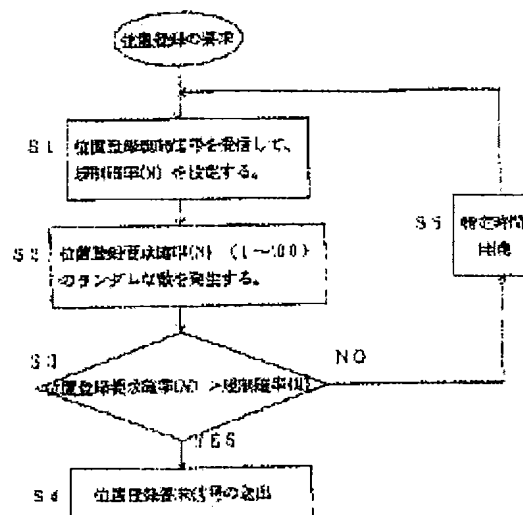 位置登録の要求
S1
位置登録規制確率を受信して、
規制確率(M) を設定する。
S2
位置登録要求確率(N) (1〜100)
のランダムな数を発生する。
S3
位置登録要求確率(N) >規制確率(M)
NO
YES
S4
位置登録要求信号の送出
S5
特定時間